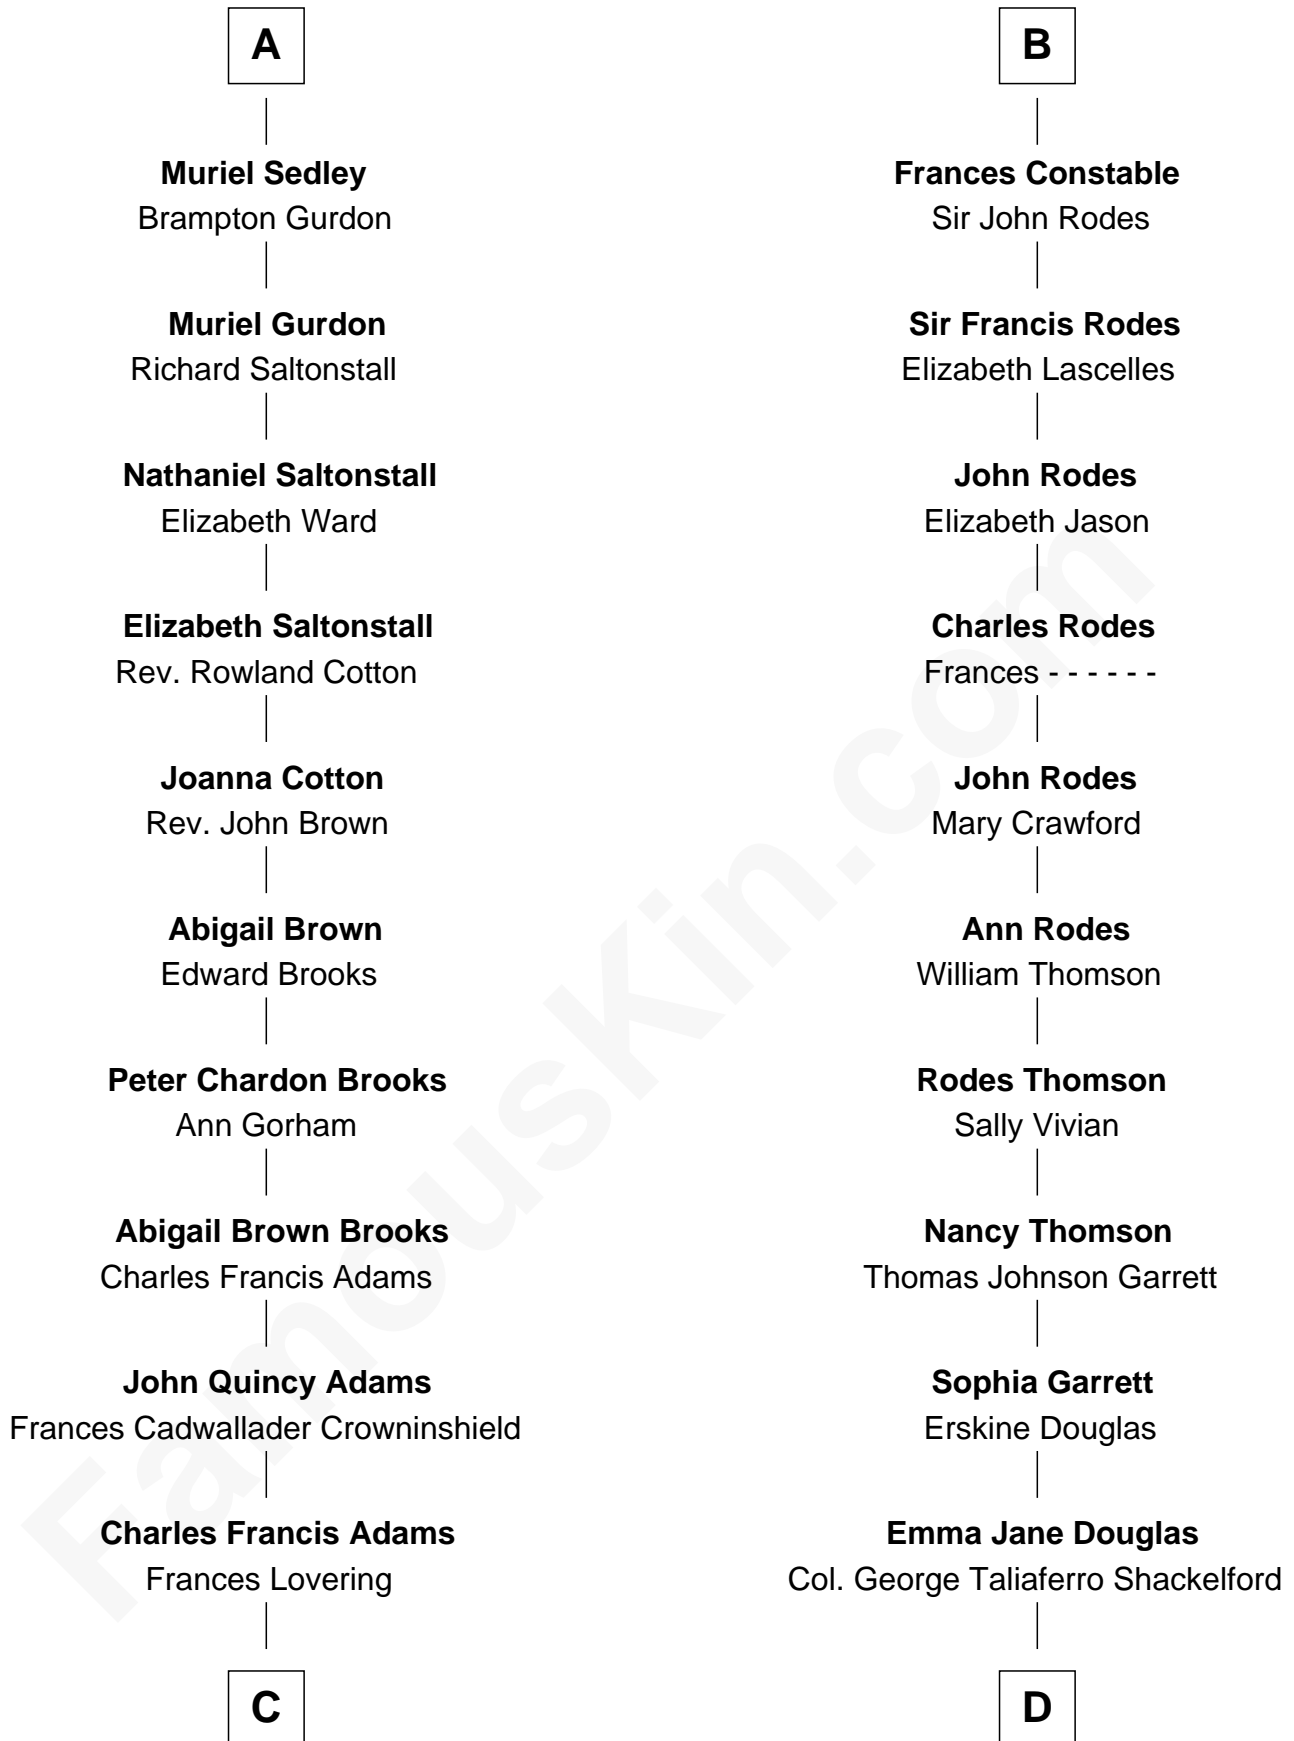 A
Muriel Sedley
Brampton Gurdon
Muriel Gurdon
Richard Saltonstall
Nathaniel Saltonstall
Elizabeth Ward
Elizabeth Saltonstall
Rev. Rowland Cotton
Joanna Cotton
Rev. John Brown
Abigail Brown
Edward Brooks
Peter Chardon Brooks
Ann Gorham
Abigail Brown Brooks
Charles Francis Adams
John Quincy Adams
Frances Cadwallader Crowninshield
Charles Francis Adams
Frances Lovering
C
B
Frances Constable
Sir John Rodes
Sir Francis Rodes
Elizabeth Lascelles
John Rodes
Elizabeth Jason
Charles Rodes
Frances - - - - - -
John Rodes
Mary Crawford
Ann Rodes
William Thomson
Rodes Thomson
Sally Vivian
Nancy Thomson
Thomas Johnson Garrett
Sophia Garrett
Erskine Douglas
Emma Jane Douglas
Col. George Taliaferro Shackelford
D
FamousKin.com